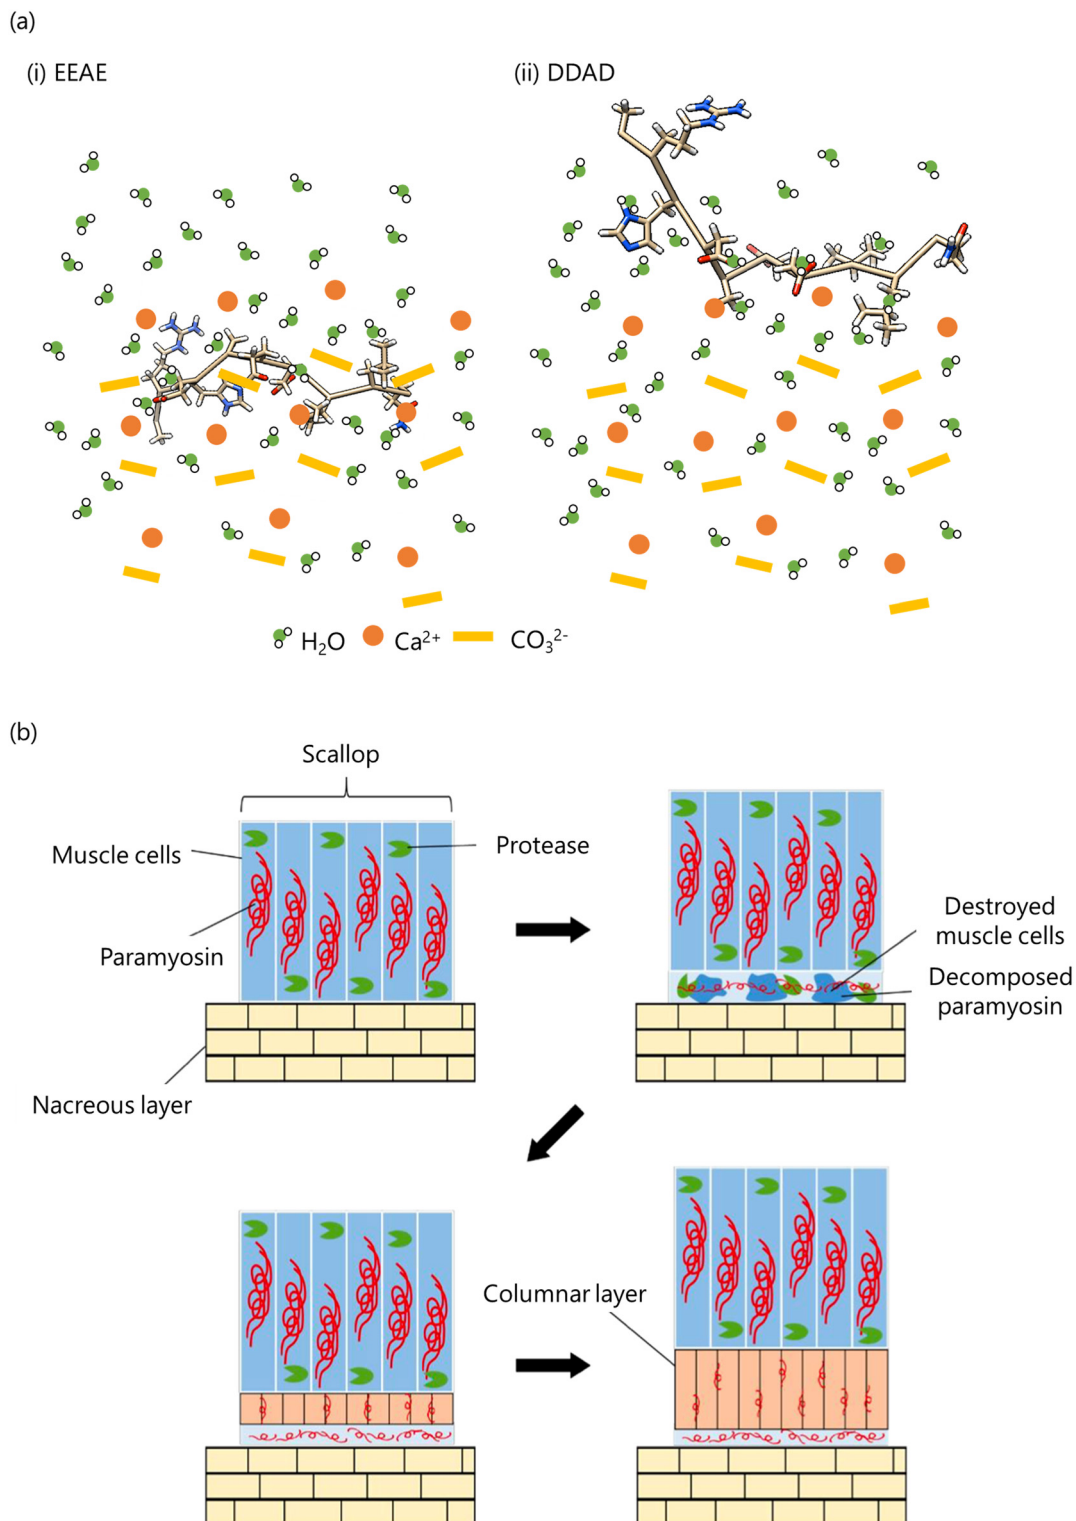 (a)
(i) EEAE
(ii) DDAD
H₂O
Ca²⁺
CO₃²⁻
(b)
Scallop
Muscle cells
Protease
Paramyosin
Nacreous layer
Destroyed
muscle cells
Decomposed
paramyosin
Columnar layer